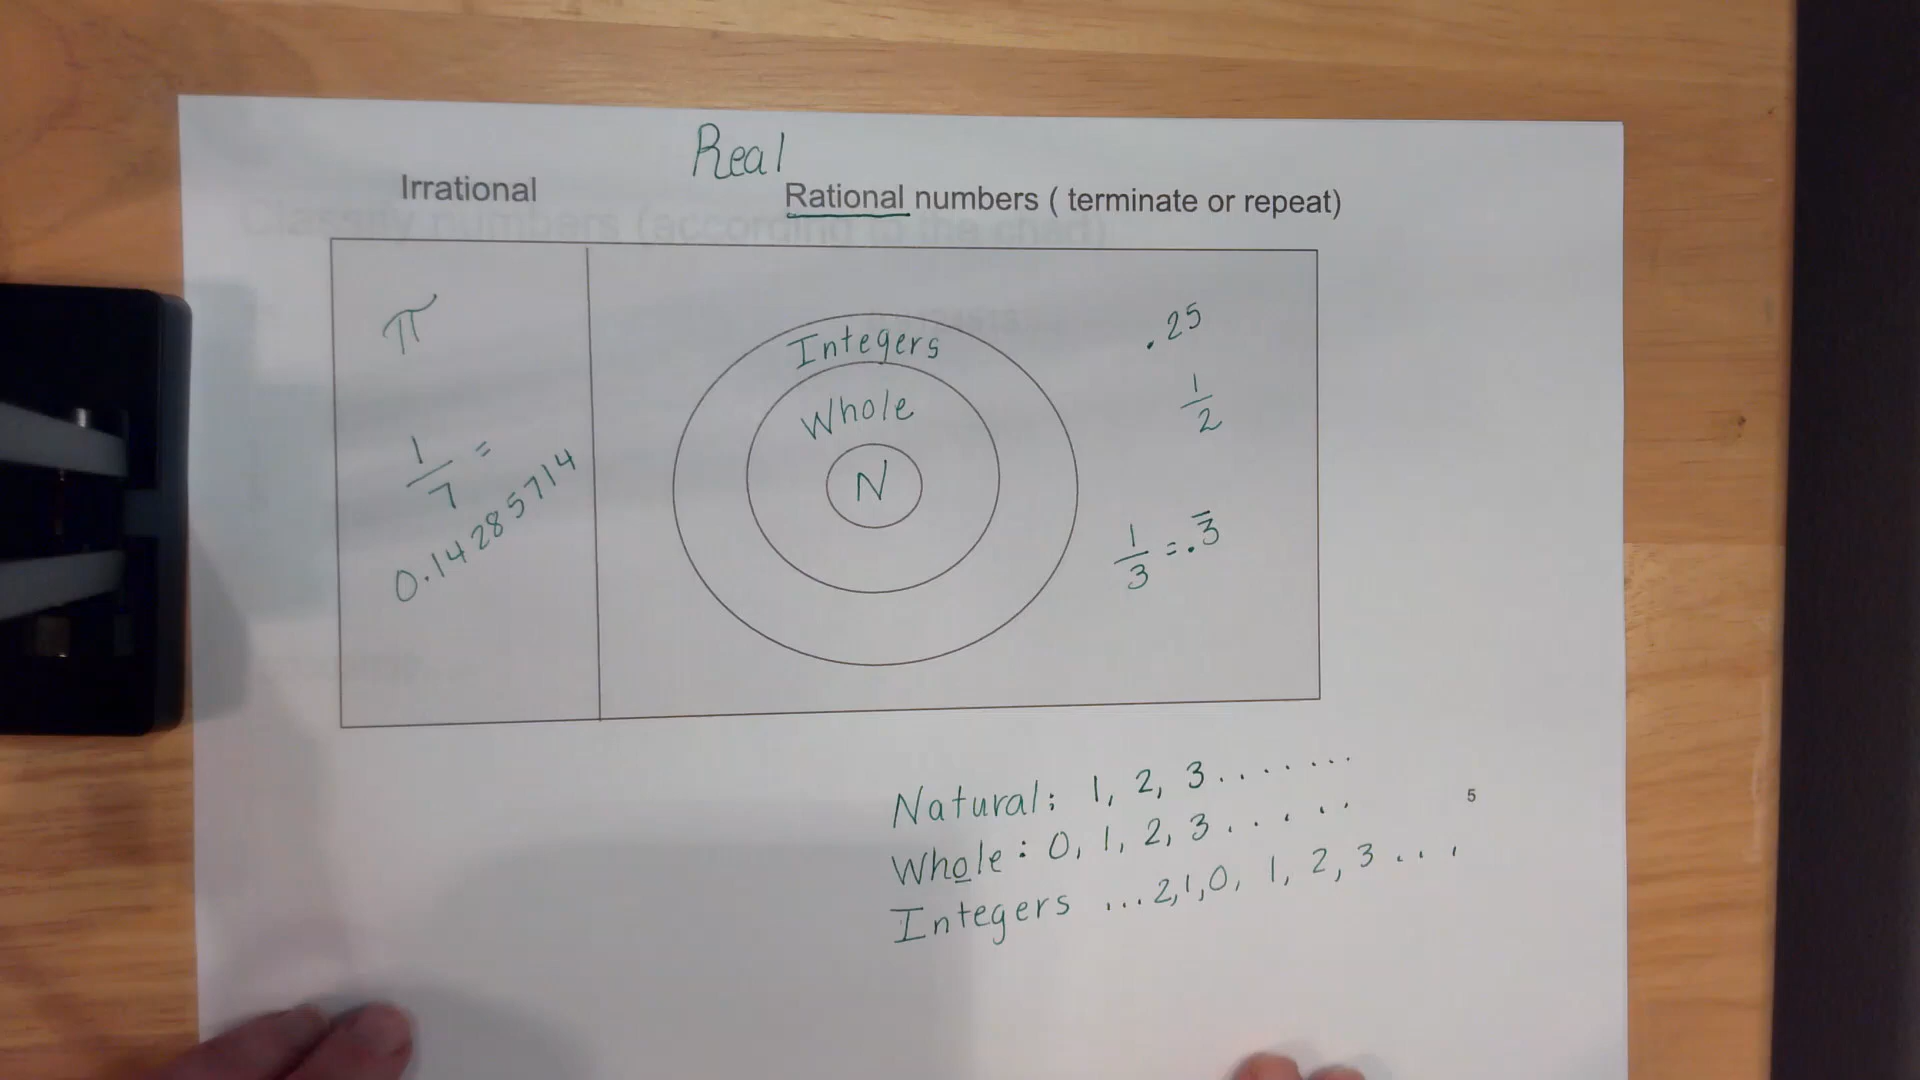 Real
Irrational
Rational numbers ( terminate or repeat)
π
1/7 =
0.14285714
Integers
Whole
N
.25
1/2
1/3 = .3̅
Natural: 1, 2, 3.......
Whole: 0, 1, 2, 3.....
Integers ...2,1,0, 1, 2, 3...
5